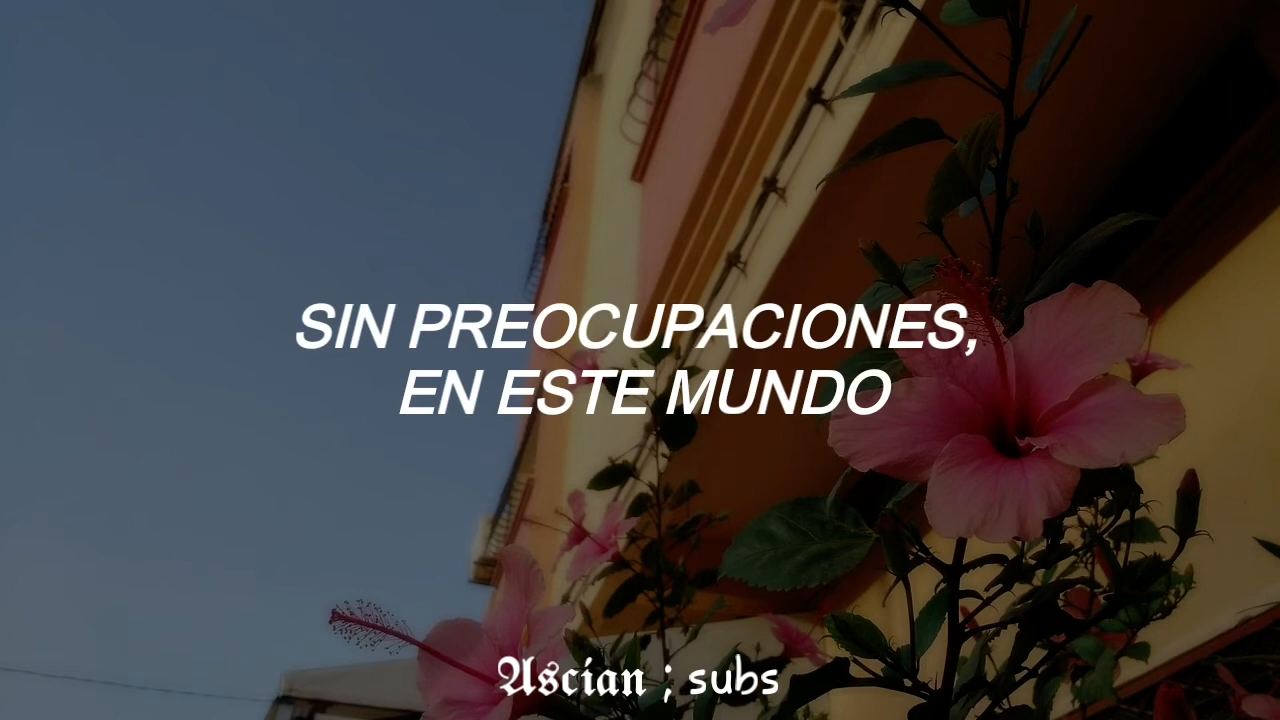 SIN PREOCUPACIONES,
EN ESTE MUNDO
Ascian ; subs